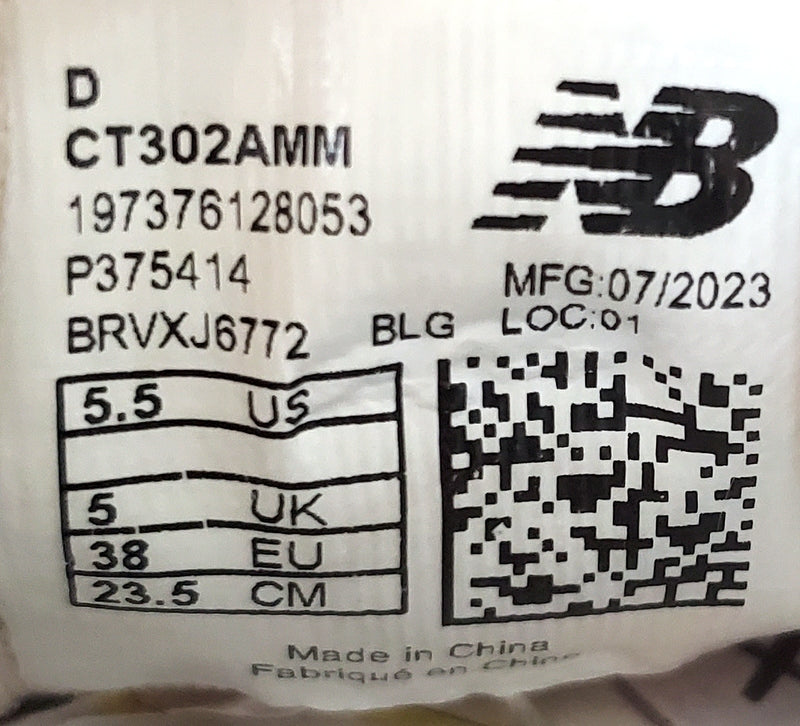 D
CT302AMM
NB
197376128053
P375414
MFG:07/2023
BRVXJ6772 BLG LOC:01
5.5 US
5 UK
38 EU
23.5 CM
Made in China
Fabriqué en Chine